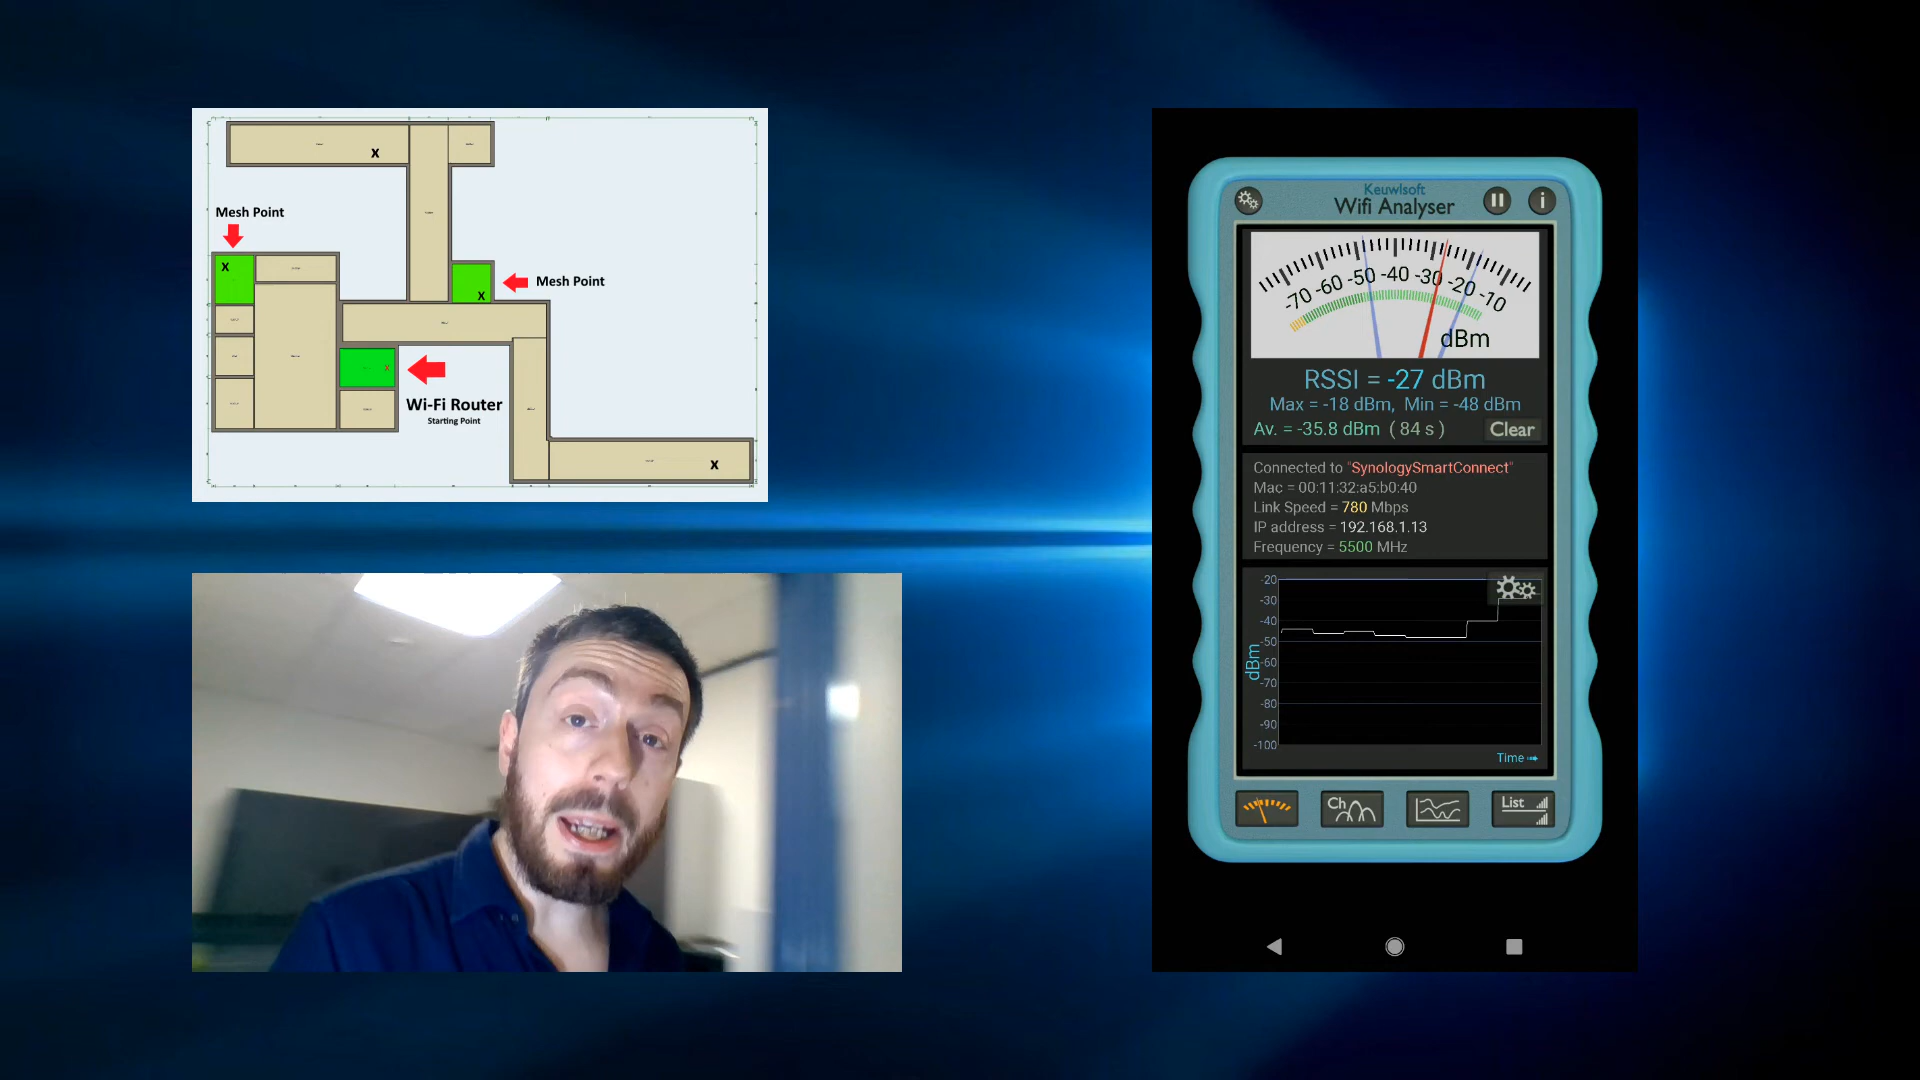 X
Mesh Point
X
Mesh Point
X
X
Wi-Fi Router
Starting Point
X
Keuwlsoft
Wifi Analyser
i
-70 -60 -50 -40 -30 -20 -10
dBm
RSSI = -27 dBm
Max = -18 dBm, Min = -48 dBm
Av. = -35.8 dBm ( 84 s )
Clear
Connected to "SynologySmartConnect"
Mac = 00:11:32:a5:b0:40
Link Speed = 780 Mbps
IP address = 192.168.1.13
Frequency = 5500 MHz
-20
-30
-40
-50
-60
-70
-80
-90
-100
dBm
Time
Ch
List